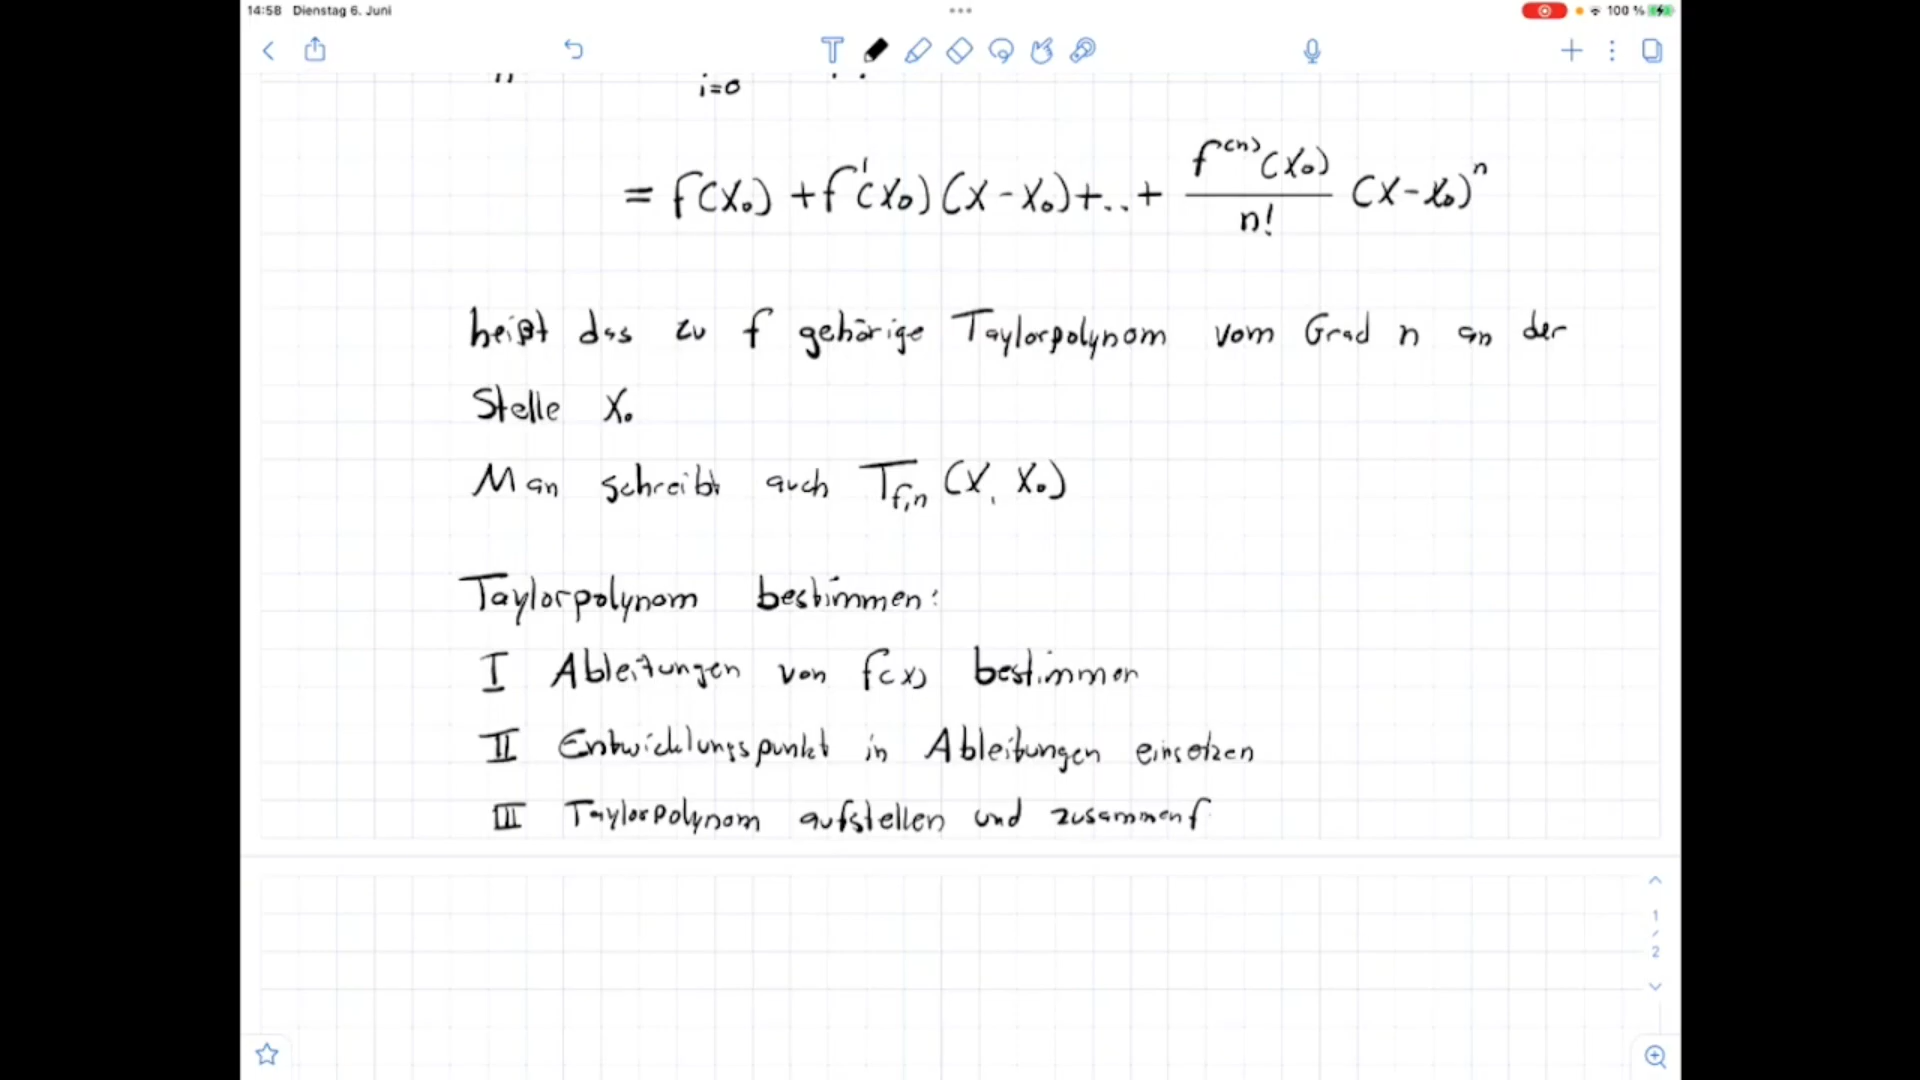 14:58 Dienstag 6. Juni
100 %
i=0
= f(x₀) + f'(x₀) (x - x₀) + .. + f⁽ⁿ⁾(x₀) / n! (x - x₀)ⁿ
heißt das zu f gehörige Taylorpolynom vom Grad n an der
Stelle x₀
Man schreibt auch T_{f,n} (x, x₀)
Taylorpolynom bestimmen:
I Ableitungen von f(x) bestimmen
II Entwicklungspunkt in Ableitungen einsetzen
III Taylorpolynom aufstellen und zusammenf
1
/
2